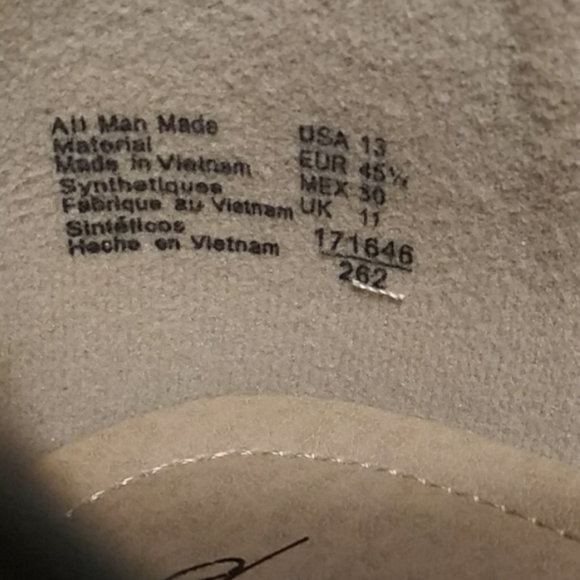 All Man Made
Material
Made in Vietnam
Synthetiques
Fabrique au Vietnam
Sintéticos
Hecho en Vietnam
USA 13
EUR 45½
MEX 30
UK 11
171646
262